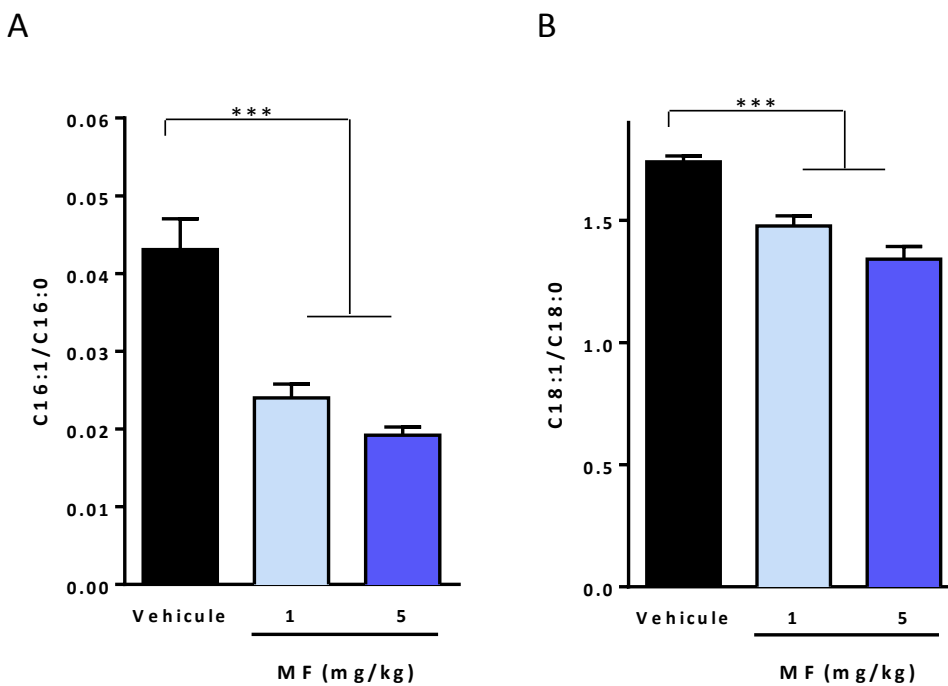 A
***
0.06
0.05
0.04
0.03
0.02
0.01
0.00
C16:1/C16:0
Vehicule 1 5
MF (mg/kg)
B
***
1.5
1.0
0.5
0.0
C18:1/C18:0
Vehicule 1 5
MF (mg/kg)